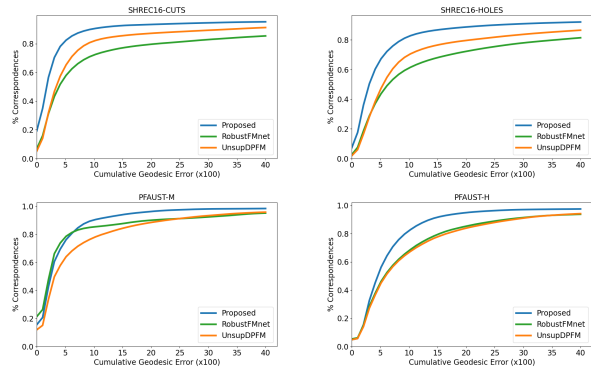 SHREC16-CUTS
% Correspondences
0.8
0.6
0.4
0.2
0.0
0 5 10 15 20 25 30 35 40
Cumulative Geodesic Error (x100)
Proposed
RobustFMnet
UnsupDPFM
SHREC16-HOLES
% Correspondences
0.8
0.6
0.4
0.2
0.0
0 5 10 15 20 25 30 35 40
Cumulative Geodesic Error (x100)
Proposed
RobustFMnet
UnsupDPFM
PFAUST-M
% Correspondences
1.0
0.8
0.6
0.4
0.2
0.0
0 5 10 15 20 25 30 35 40
Cumulative Geodesic Error (x100)
Proposed
RobustFMnet
UnsupDPFM
PFAUST-H
% Correspondences
1.0
0.8
0.6
0.4
0.2
0.0
0 5 10 15 20 25 30 35 40
Cumulative Geodesic Error (x100)
Proposed
RobustFMnet
UnsupDPFM